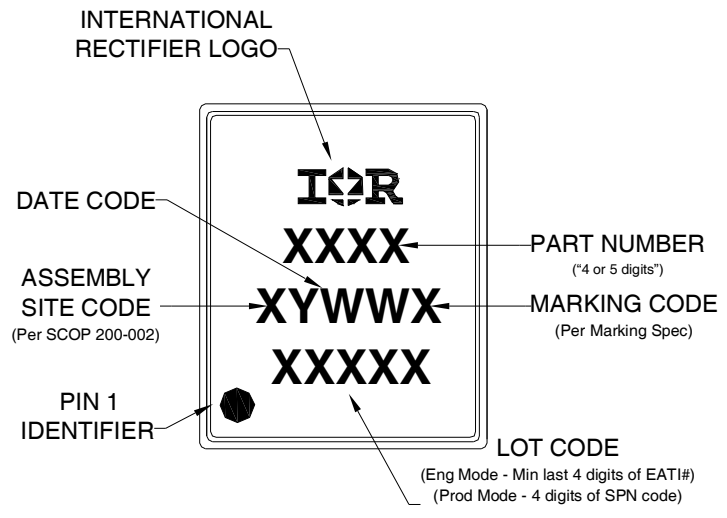 INTERNATIONAL
RECTIFIER LOGO
IOR
DATE CODE
XXXX
PART NUMBER
("4 or 5 digits")
ASSEMBLY
SITE CODE
(Per SCOP 200-002)
XYWWX
MARKING CODE
(Per Marking Spec)
XXXXX
PIN 1
IDENTIFIER
LOT CODE
(Eng Mode - Min last 4 digits of EATI#)
(Prod Mode - 4 digits of SPN code)